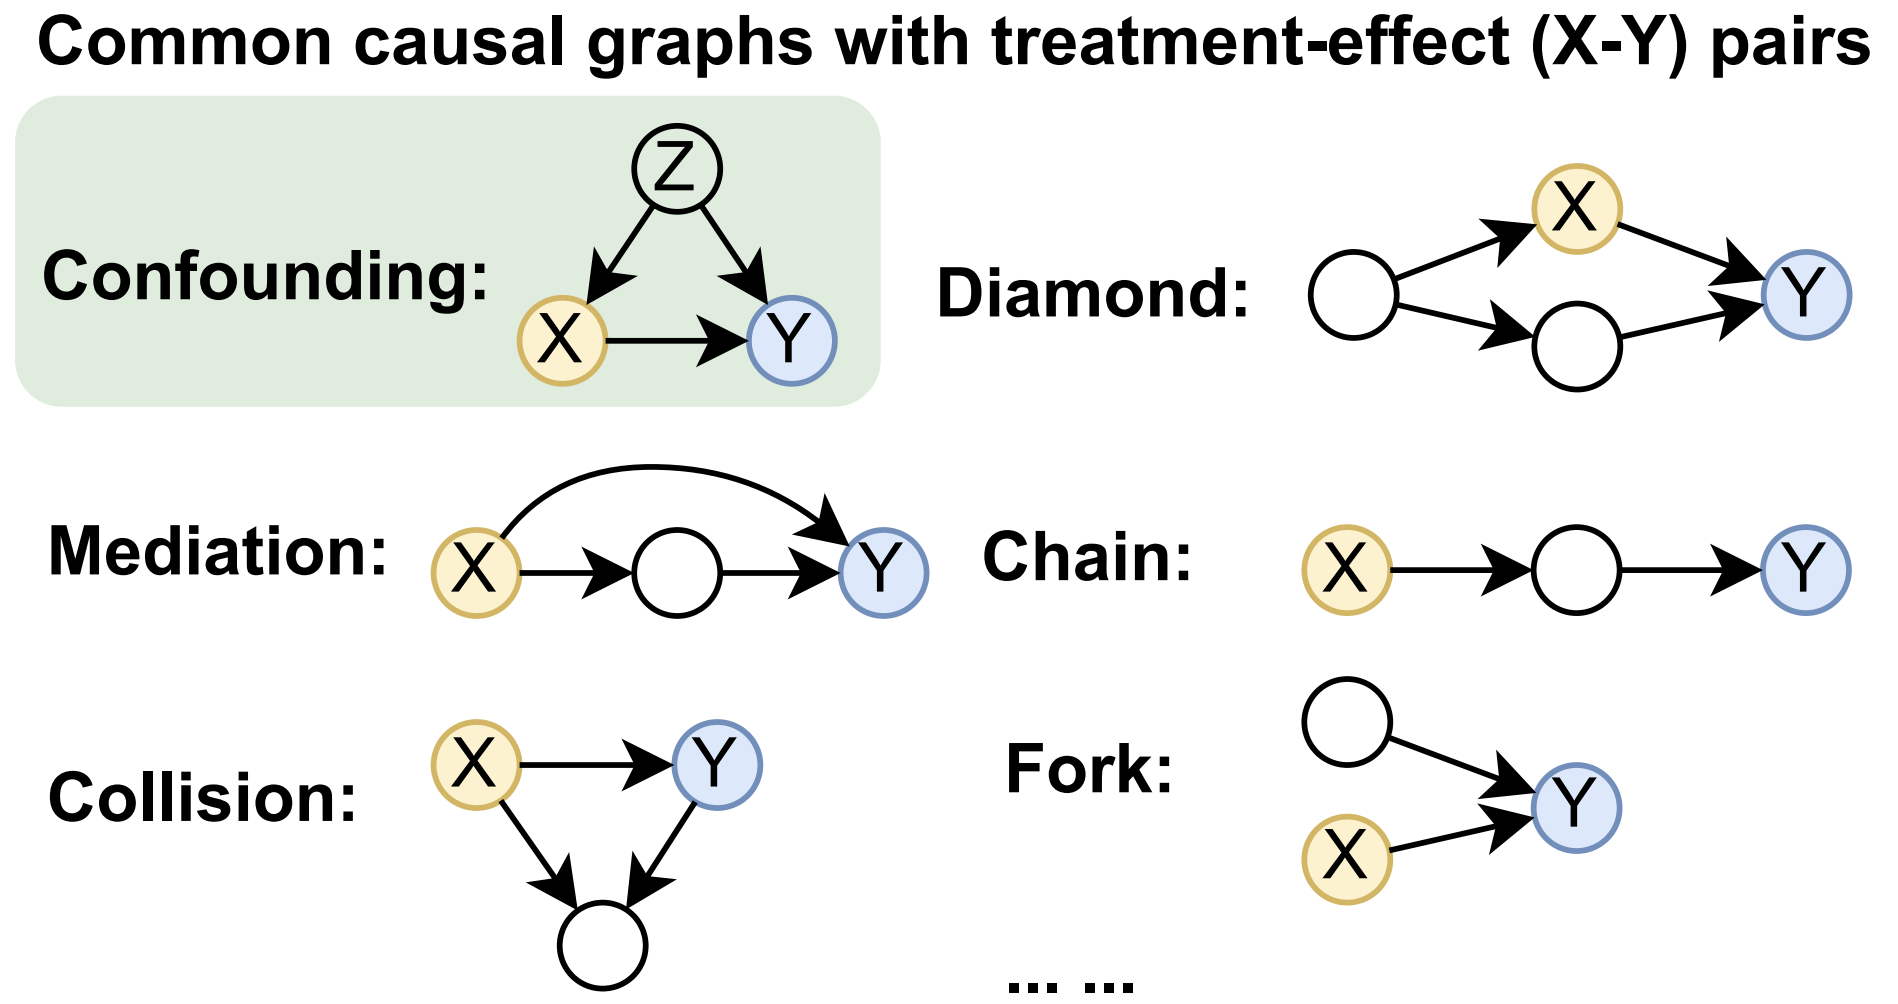 Common causal graphs with treatment-effect (X-Y) pairs
Confounding:
Z
X
Y
Diamond:
X
Y
Mediation:
X
Y
Chain:
X
Y
Collision:
X
Y
Fork:
X
Y
... ...